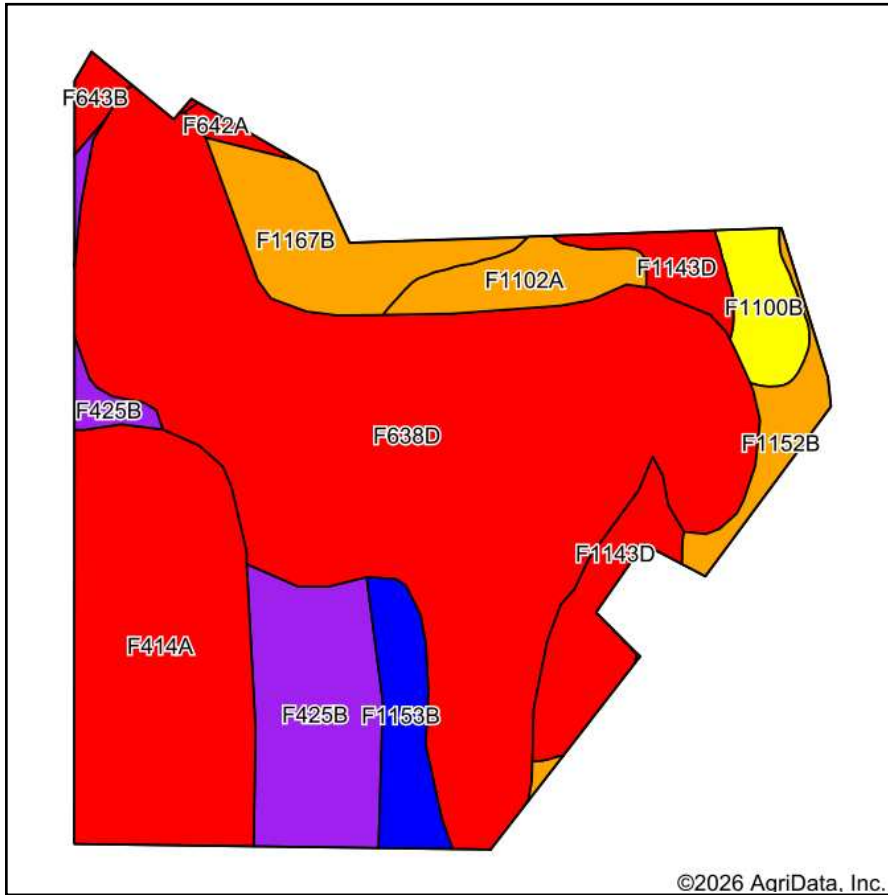 F643B
F642A
F1167B
F1102A
F1143D
F1100B
F425B
F638D
F1152B
F1143D
F414A
F425B
F1153B
©2026 AgriData, Inc.